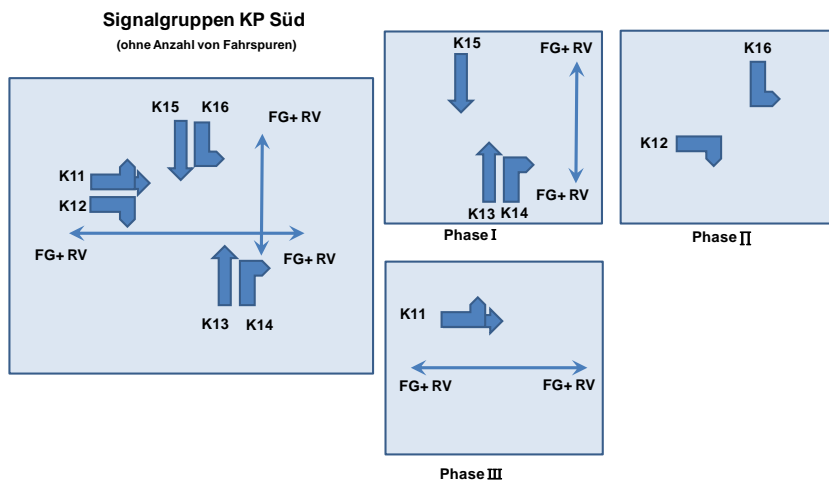 Signalgruppen KP Süd
(ohne Anzahl von Fahrspuren)
K15 K16
FG+ RV
K11
K12
FG+ RV
FG+ RV
K13 K14
K15
FG+ RV
FG+ RV
K13 K14
Phase I
K16
K12
Phase II
K11
FG+ RV
FG+ RV
Phase III